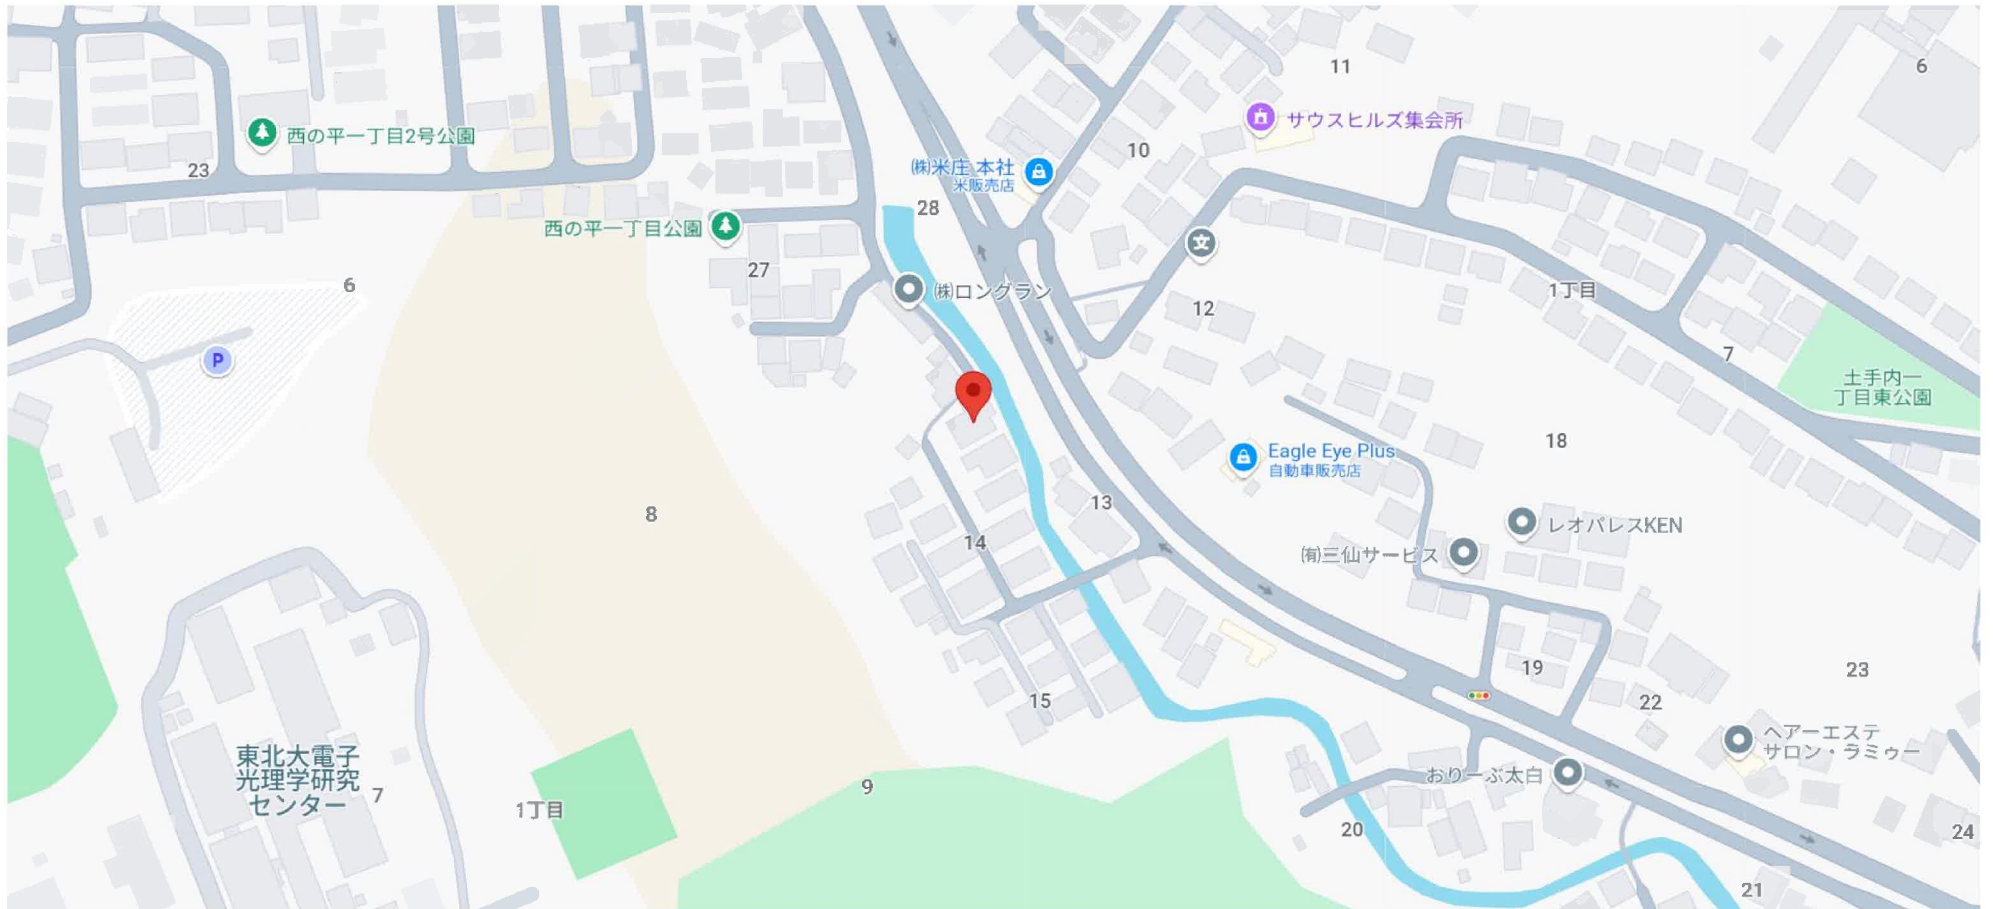 11
6
サウスヒルズ集会所
西の平一丁目2号公園
23
10
㈱米庄 本社
米販売店
28
西の平一丁目公園
27
6
㈱ロングラン
文
12
1丁目
7
P
土手内一
丁目東公園
18
Eagle Eye Plus
自動車販売店
13
8
レオパレスKEN
14
㈲三仙サービス
19
23
15
22
ヘアーエステ
サロン・ラミゥー
東北大電子
光理学研究
センター
7
1丁目
9
おりーぶ太白
20
24
21